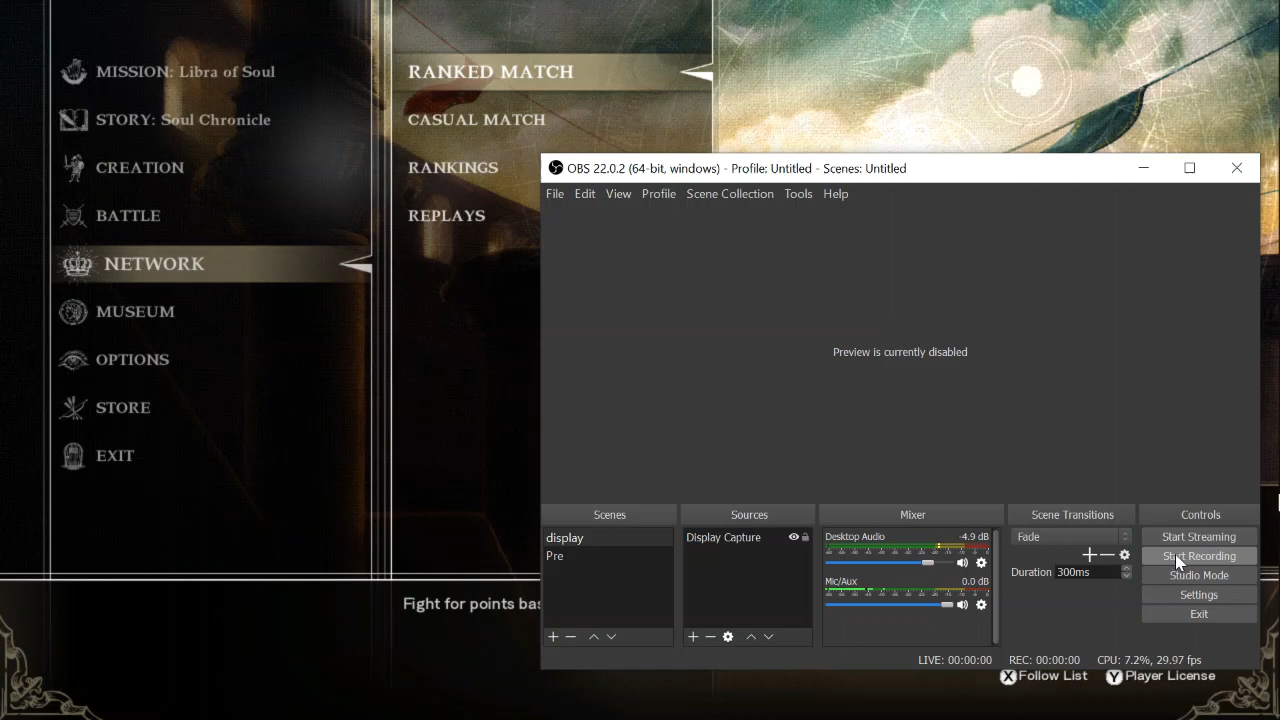 MISSION: Libra of Soul
STORY: Soul Chronicle
CREATION
BATTLE
NETWORK
MUSEUM
OPTIONS
STORE
EXIT
RANKED MATCH
CASUAL MATCH
RANKINGS
REPLAYS
Fight for points bas
OBS 22.0.2 (64-bit, windows) - Profile: Untitled - Scenes: Untitled
File Edit View Profile Scene Collection Tools Help
Preview is currently disabled
Scenes
display
Pre
Sources
Display Capture
Mixer
Desktop Audio -4.9 dB
Mic/Aux 0.0 dB
Scene Transitions
Fade
Duration 300ms
Controls
Start Streaming
Start Recording
Studio Mode
Settings
Exit
LIVE: 00:00:00 REC: 00:00:00 CPU: 7.2%, 29.97 fps
X Follow List Y Player License